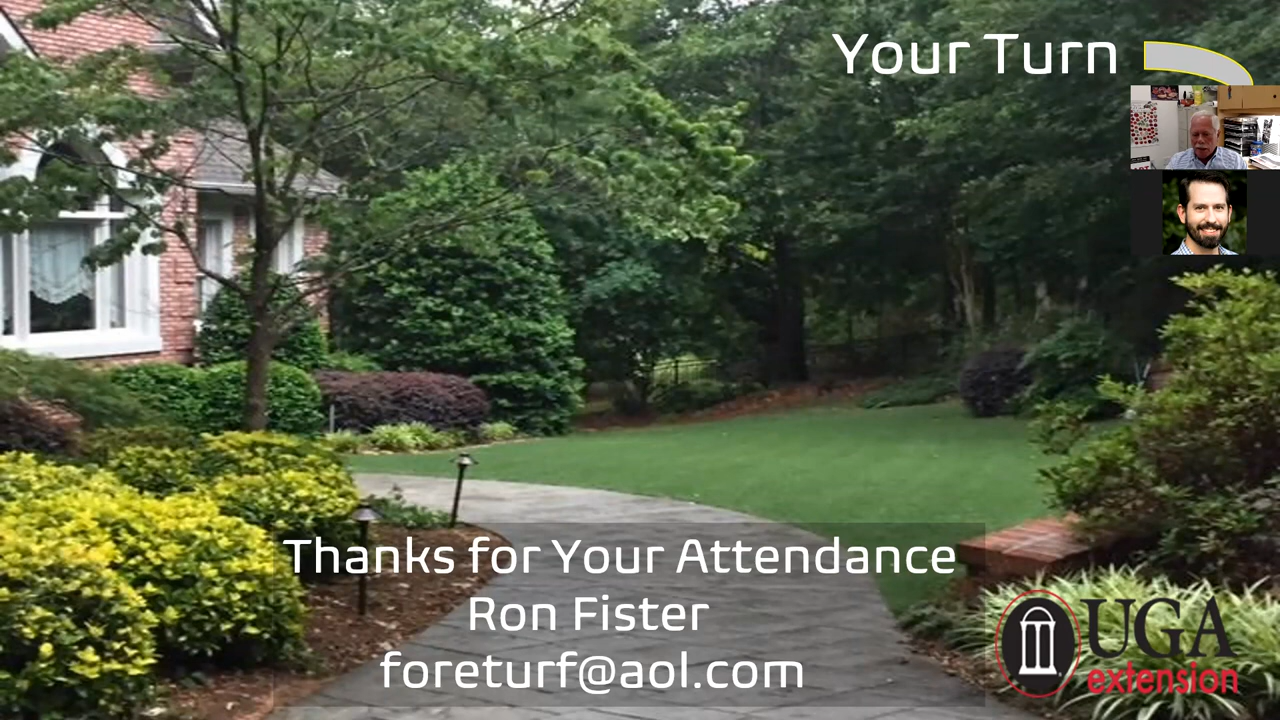 Your Turn
Thanks for Your Attendance
Ron Fister
foreturf@aol.com
UGA
extension